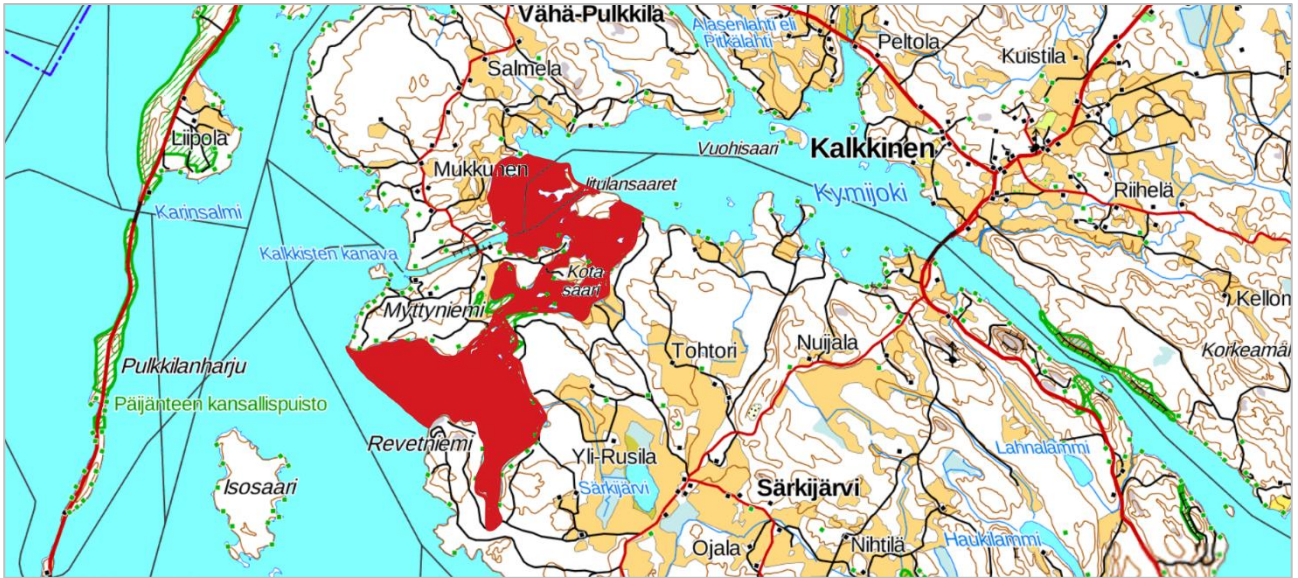 Vähä-Pulkkila
Alasenlahti eli
Pitkälahti
Peltola
Kuistila
Salmela
Liipola
Vuohisaari
Kalkkinen
Mukkunen
Iitulansaaret
Kymijoki
Riihelä
Karinsalmi
Kalkkisten kanava
Kota
saari
Myttyniemi
Kellon
Tohtori
Nuijala
Korkeamäk
Pulkkilanharju
Päijänteen kansallispuisto
Revetniemi
Yli-Rusila
Lahnalammi
Isosaari
Särkijärvi
Särkijärvi
Ojala
Nihtilä
Haukilammi